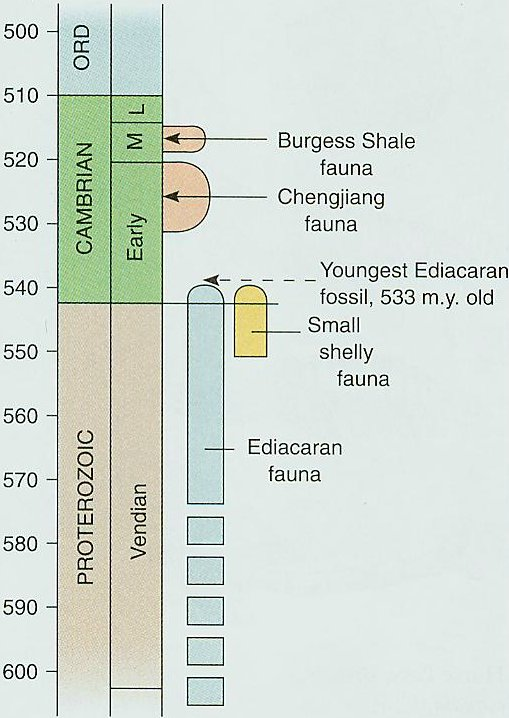 500
510
520
530
540
550
560
570
580
590
600
ORD
CAMBRIAN
PROTEROZOIC
L
M
Early
Vendian
Burgess Shale
fauna
Chengjiang
fauna
Youngest Ediacaran
fossil, 533 m.y. old
Small
shelly
fauna
Ediacaran
fauna